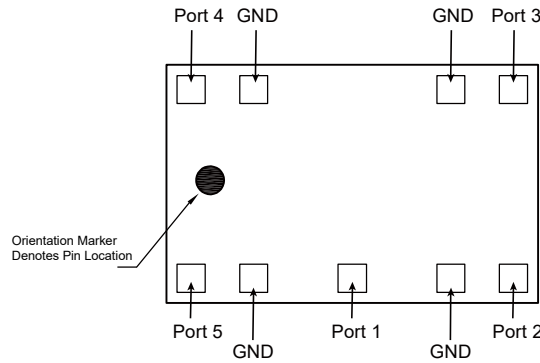 Port 4 GND GND Port 3
Orientation Marker
Denotes Pin Location
Port 5 Port 1 Port 2
GND GND